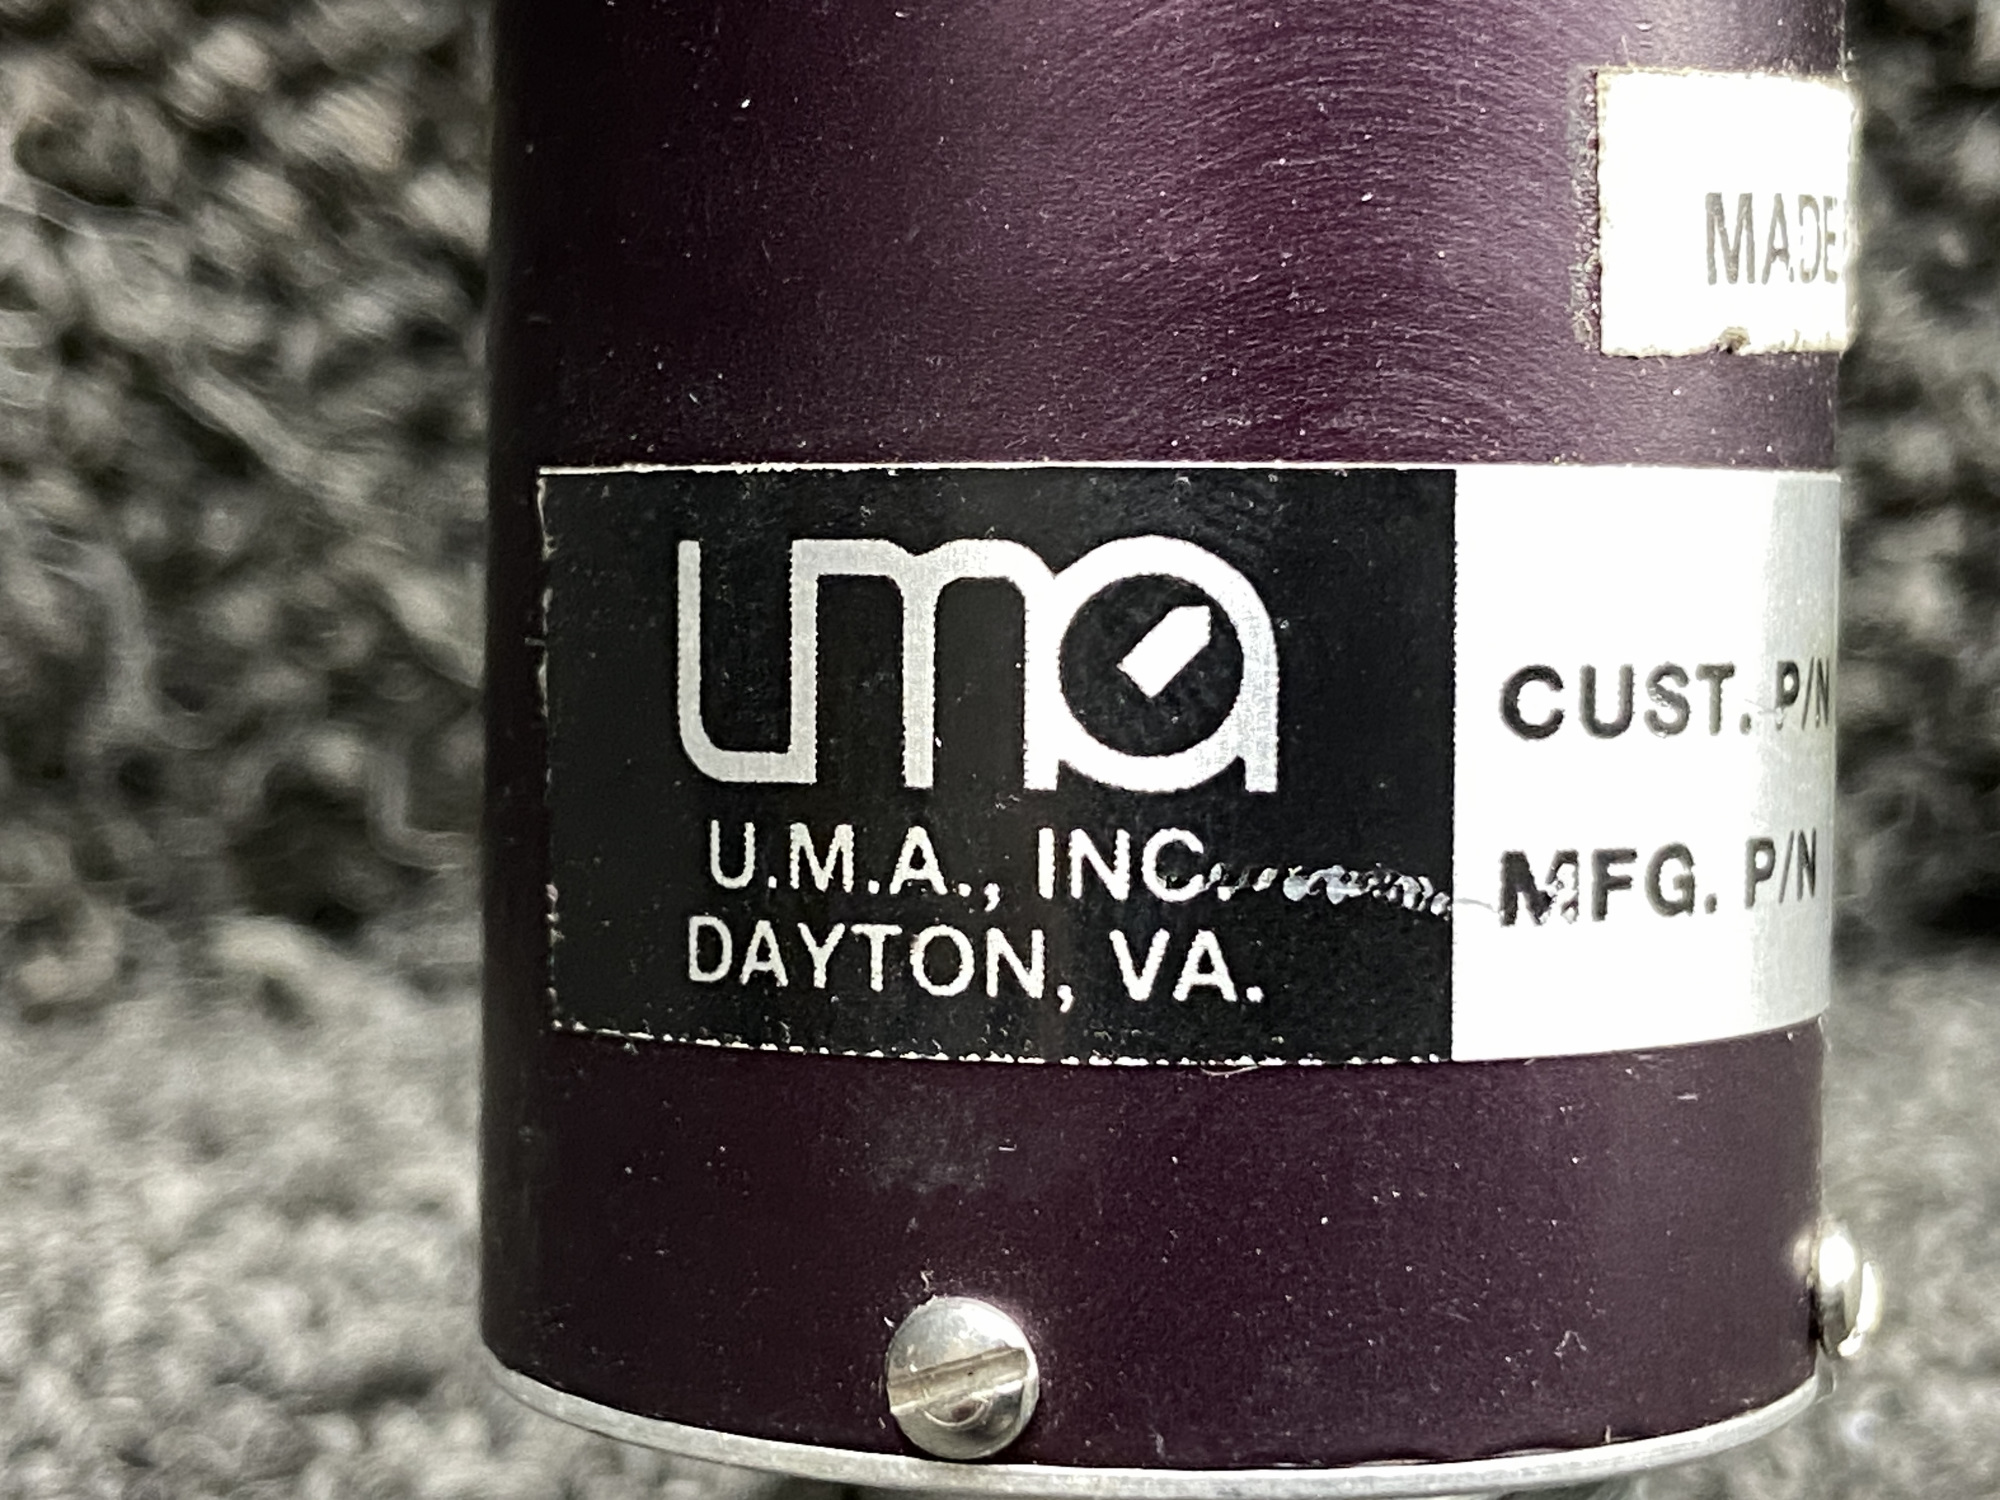 MADE
uma
CUST. P/N
U.M.A., INC.
MFG. P/N
DAYTON, VA.